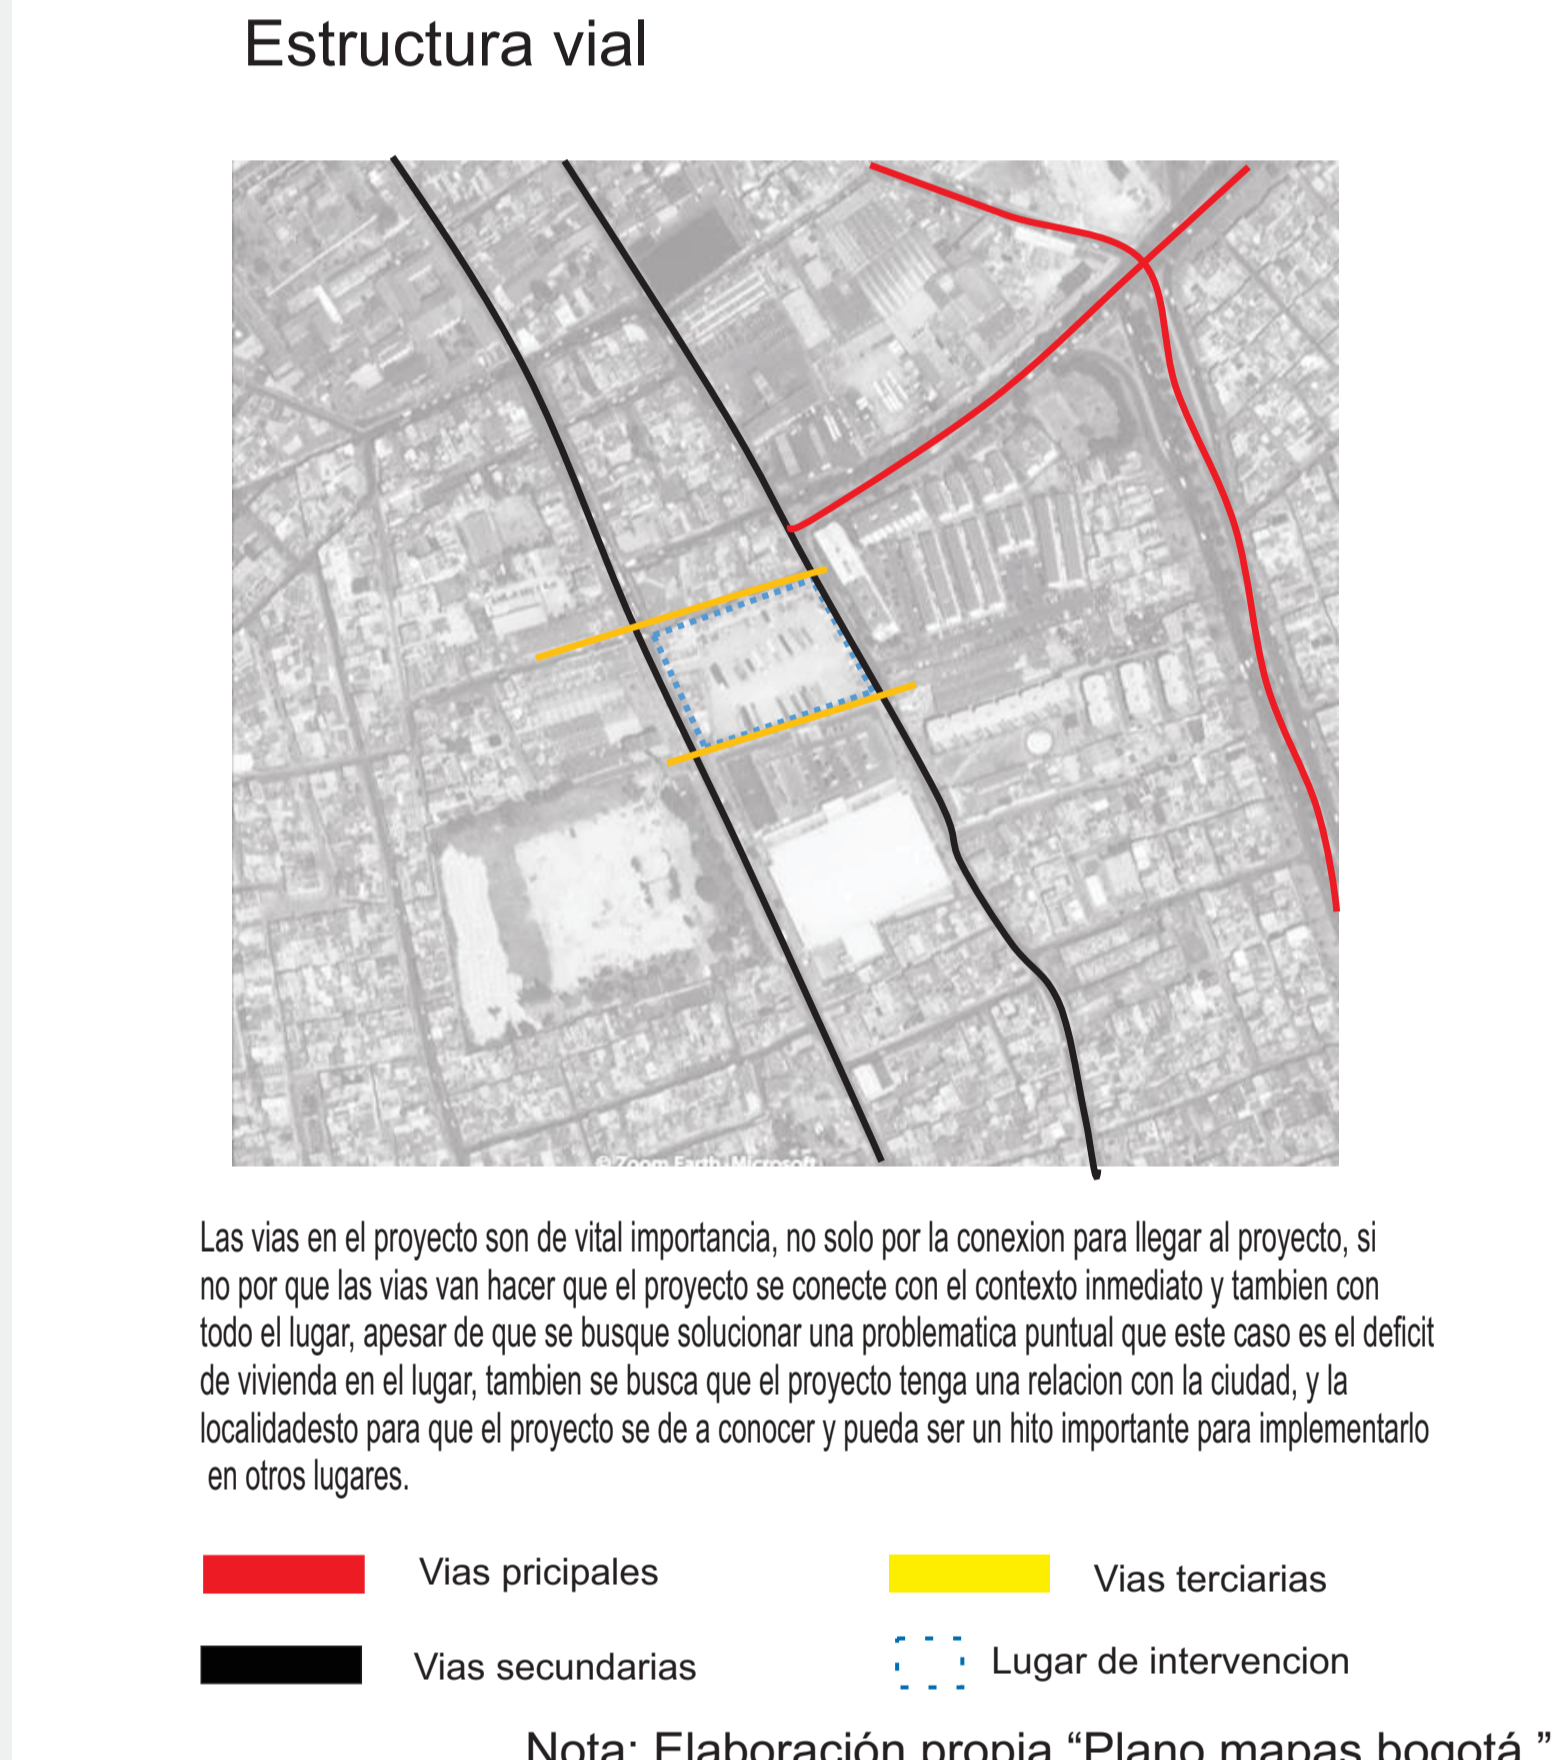 Estructura vial
© Zoom Earth, Microsoft
Las vias en el proyecto son de vital importancia, no solo por la conexion para llegar al proyecto, si
no por que las vias van hacer que el proyecto se conecte con el contexto inmediato y tambien con
todo el lugar, apesar de que se busque solucionar una problematica puntual que este caso es el deficit
de vivienda en el lugar, tambien se busca que el proyecto tenga una relacion con la ciudad, y la
localidadesto para que el proyecto se de a conocer y pueda ser un hito importante para implementarlo
en otros lugares.
Vias pricipales
Vias terciarias
Vias secundarias
Lugar de intervencion
Nota: Elaboración propia “Plano mapas bogotá.”